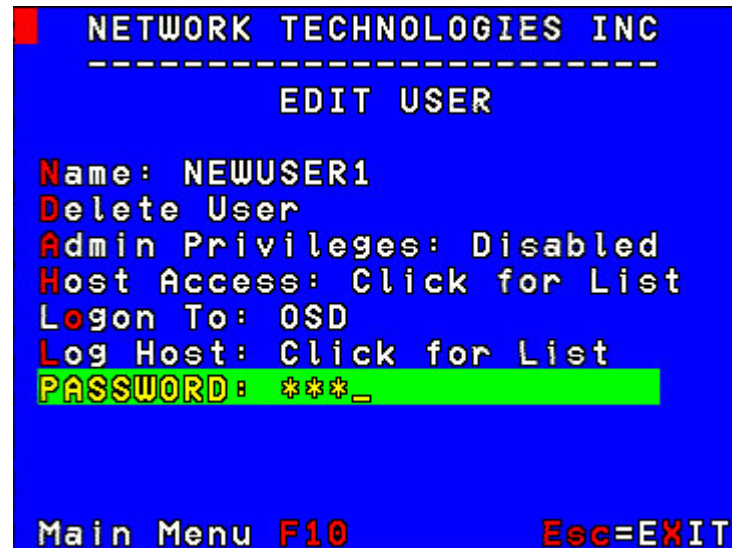 NETWORK TECHNOLOGIES INC
------------------------
EDIT USER
Name: NEWUSER1
Delete User
Admin Privileges: Disabled
Host Access: Click for List
Logon To: OSD
Log Host: Click for List
PASSWORD: ***_
Main Menu F10 Esc=EXIT